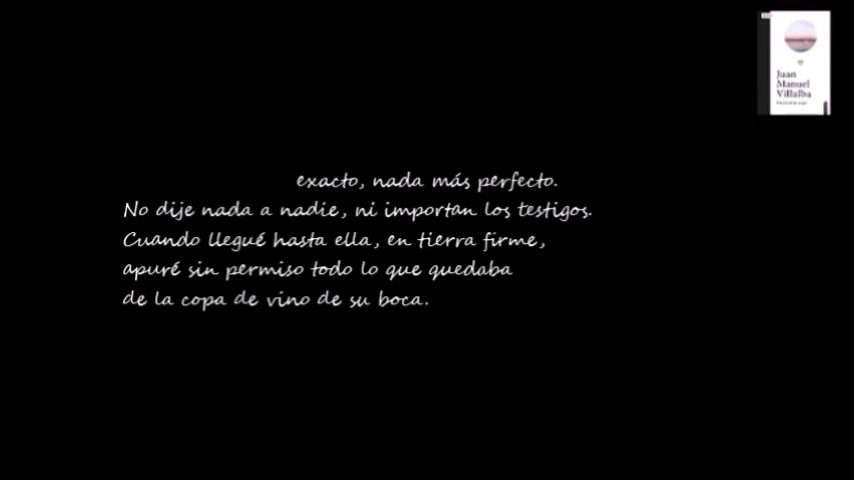 Juan
Manuel
Villalba
exacto, nada más perfecto.
No dije nada a nadie, ni importan los testigos.
Cuando llegué hasta ella, en tierra firme,
apuré sin permiso todo lo que quedaba
de la copa de vino de su boca.